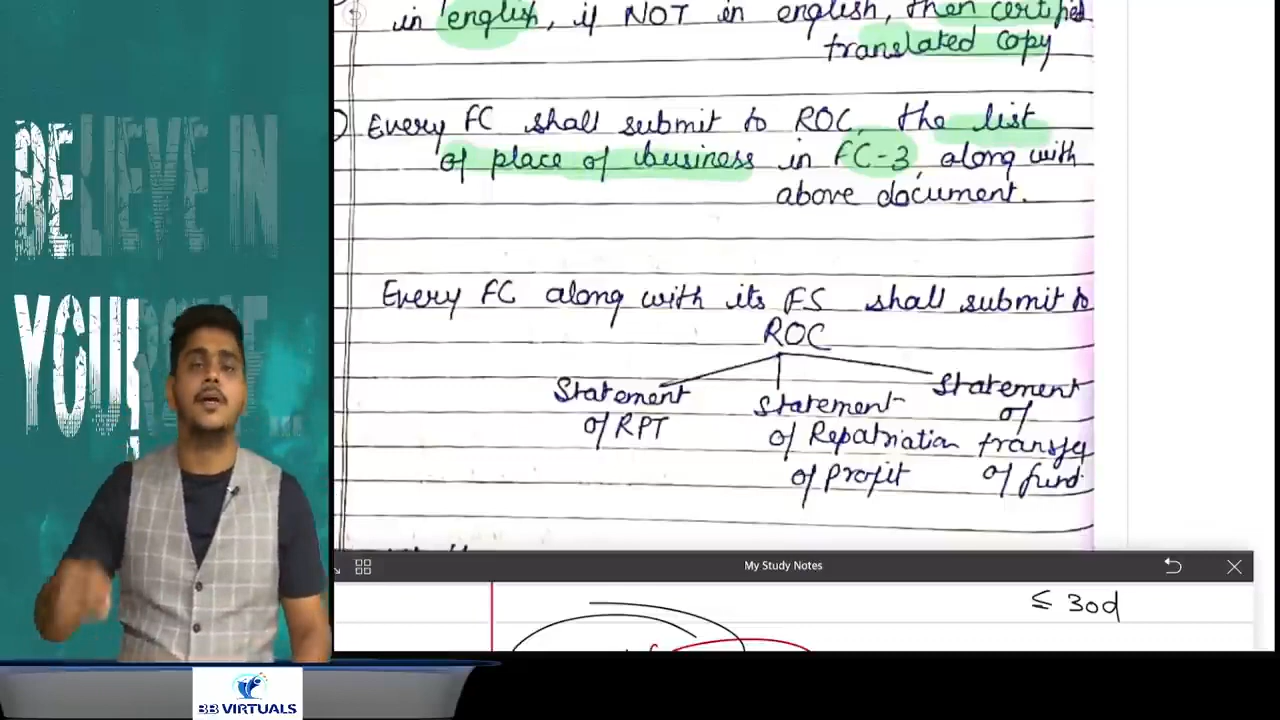 in english, if NOT in english, then certified
translated copy
Every FC shall submit to ROC, the list
of place of business in FC-3, along with
above document.
Every FC along with its FS shall submit to
ROC
Statement of RPT
Statement of Repatriation of Profit
Statement of transfer of fund.
My Study Notes
≤ 30d
BELIEVE IN
YOUR
BB VIRTUALS